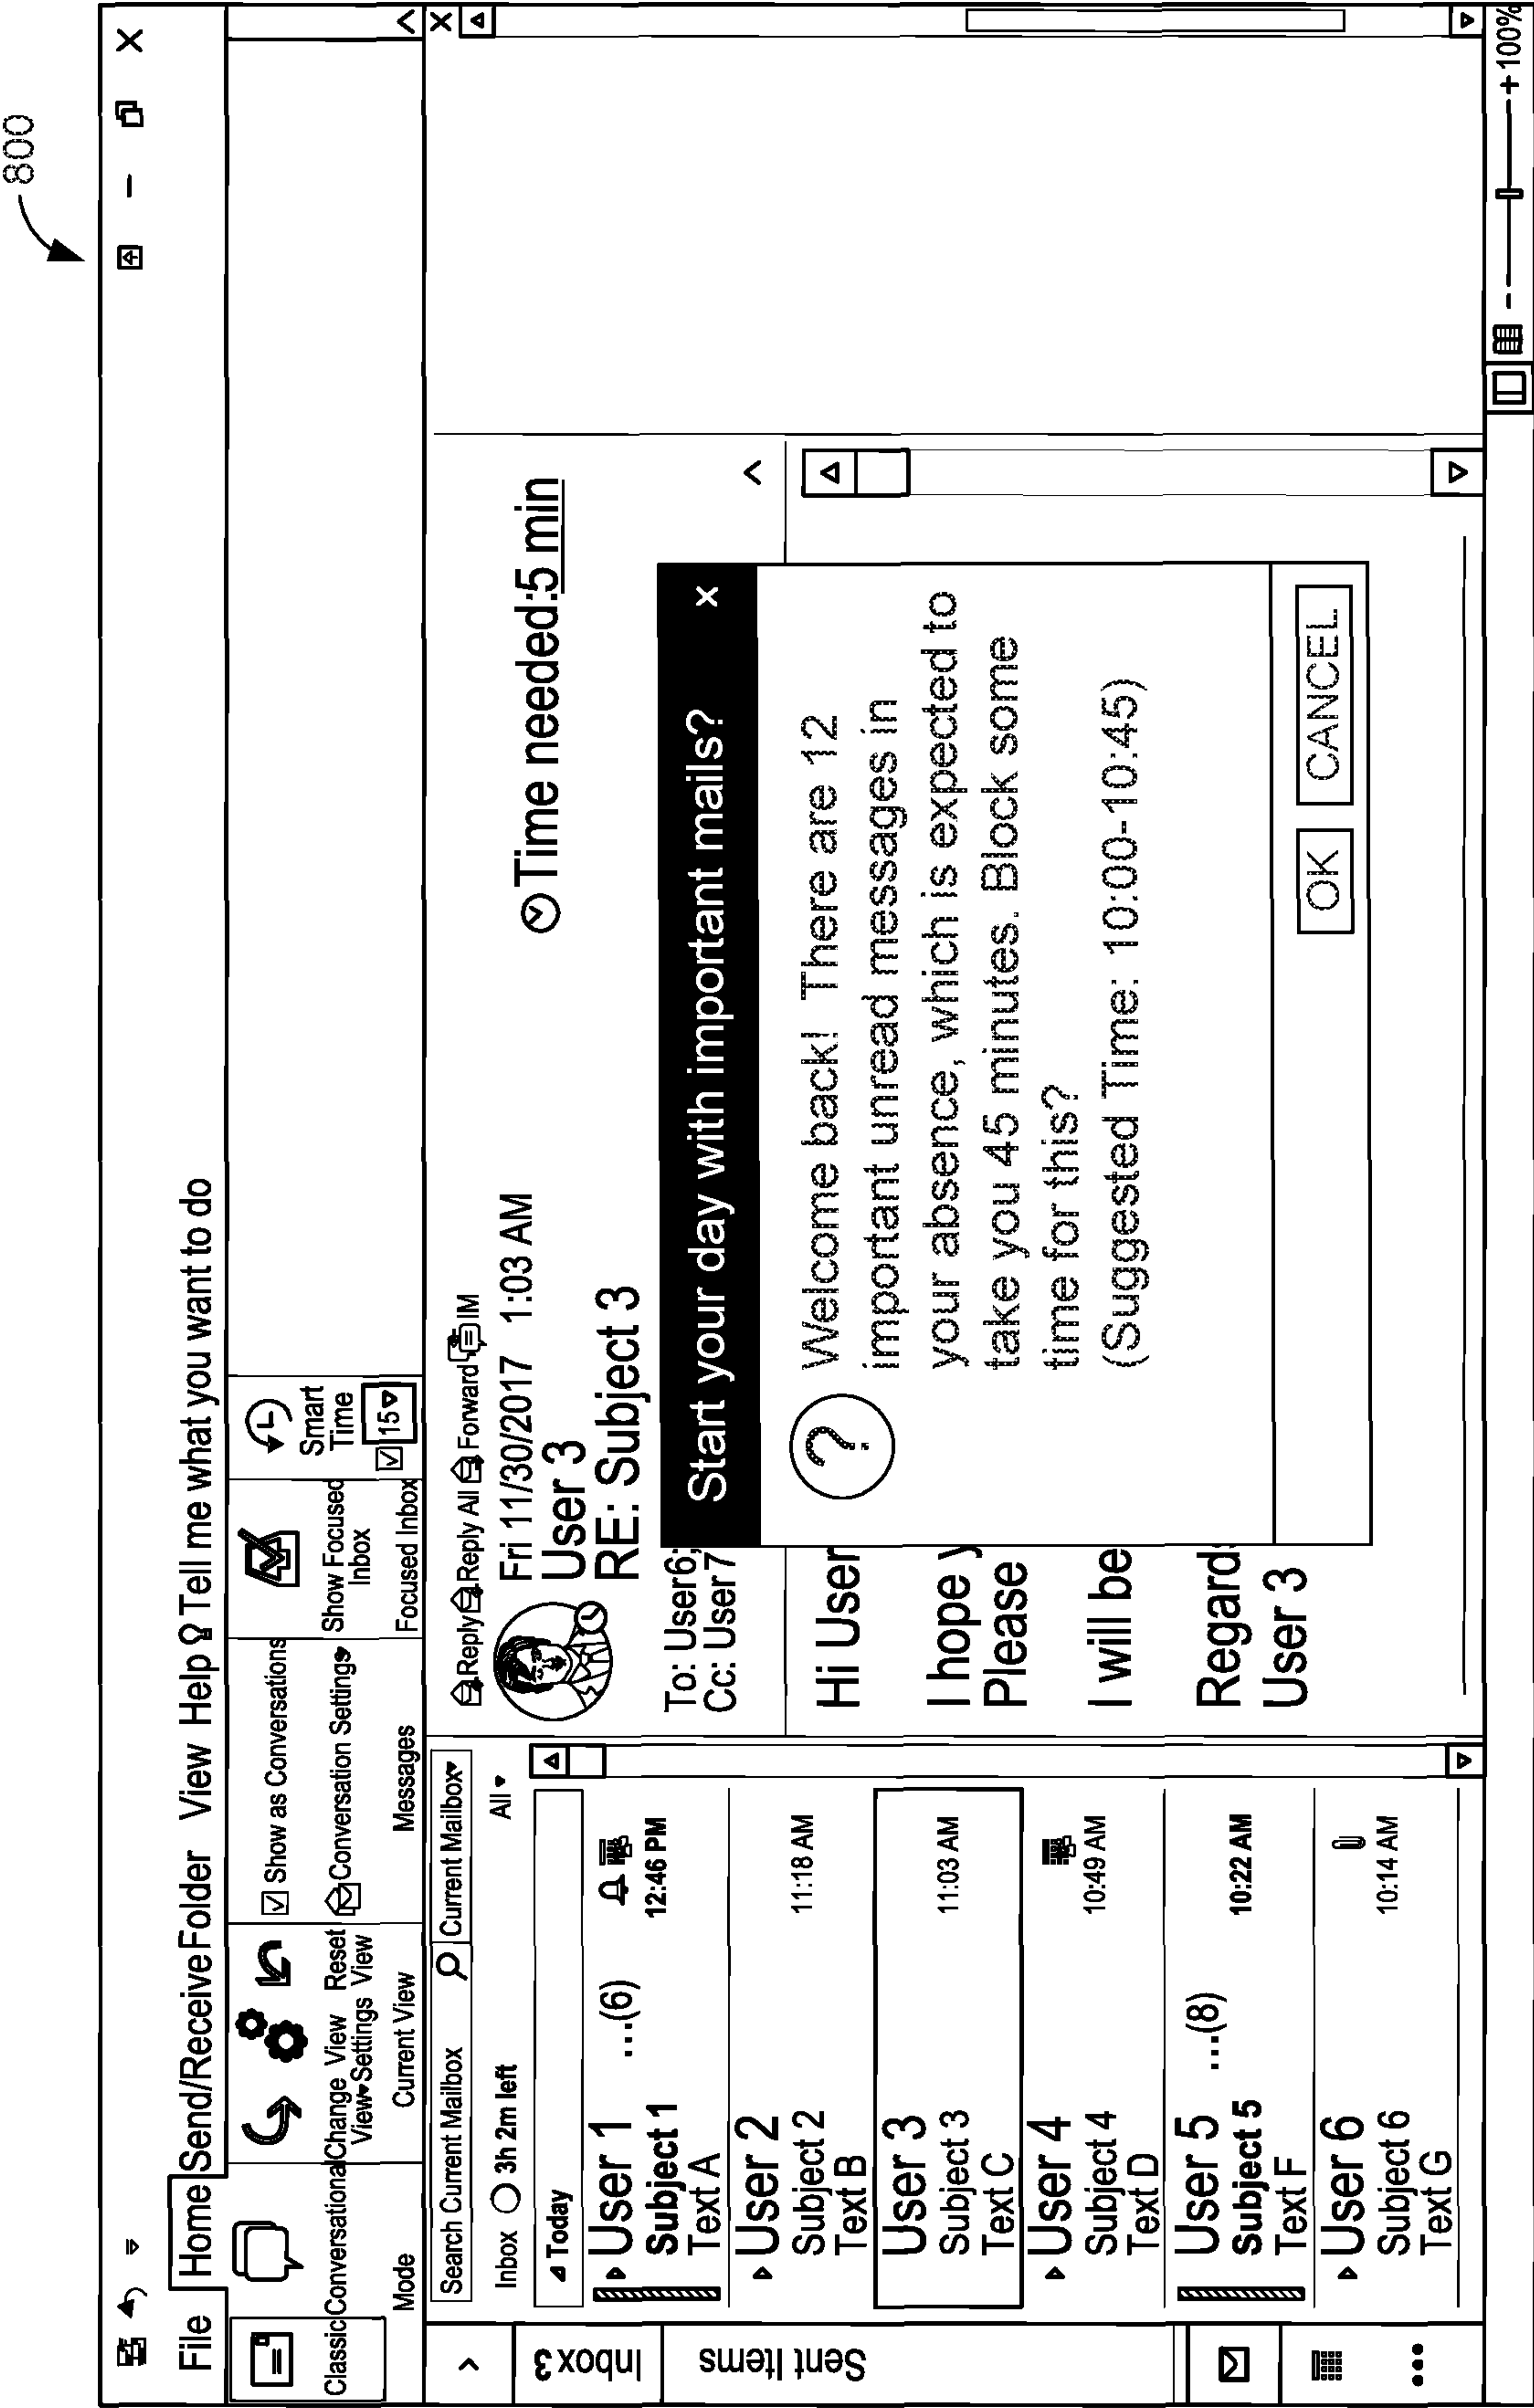 800
File Home Send/Receive Folder View Help Tell me what you want to do
Classic
Conversational
Mode
Change View
View
View Settings
Reset View
Current View
Show as Conversations
Conversation Settings
Messages
Show Focused Inbox
Focused Inbox
Smart Time
15
Inbox 3
Sent Items
Search Current Mailbox
Current Mailbox
Inbox 3h 2m left
All
Today
User 1 ...(6)
Subject 1 12:46 PM
Text A
User 2
Subject 2 11:18 AM
Text B
User 3
Subject 3 11:03 AM
Text C
User 4
Subject 4 10:49 AM
Text D
User 5 ...(8)
Subject 5 10:22 AM
Text F
User 6
Subject 6 10:14 AM
Text G
Reply Reply All Forward IM
Fri 11/30/2017 1:03 AM
User 3
RE: Subject 3
Time needed:5 min
To: User6;
Cc: User7
Hi User
I hope y
Please
I will be
Regard
User 3
Start your day with important mails? x
? Welcome back! There are 12
important unread messages in
your absence, which is expected to
take you 45 minutes. Block some
time for this?
(Suggested Time: 10:00-10:45)
OK CANCEL
+100%